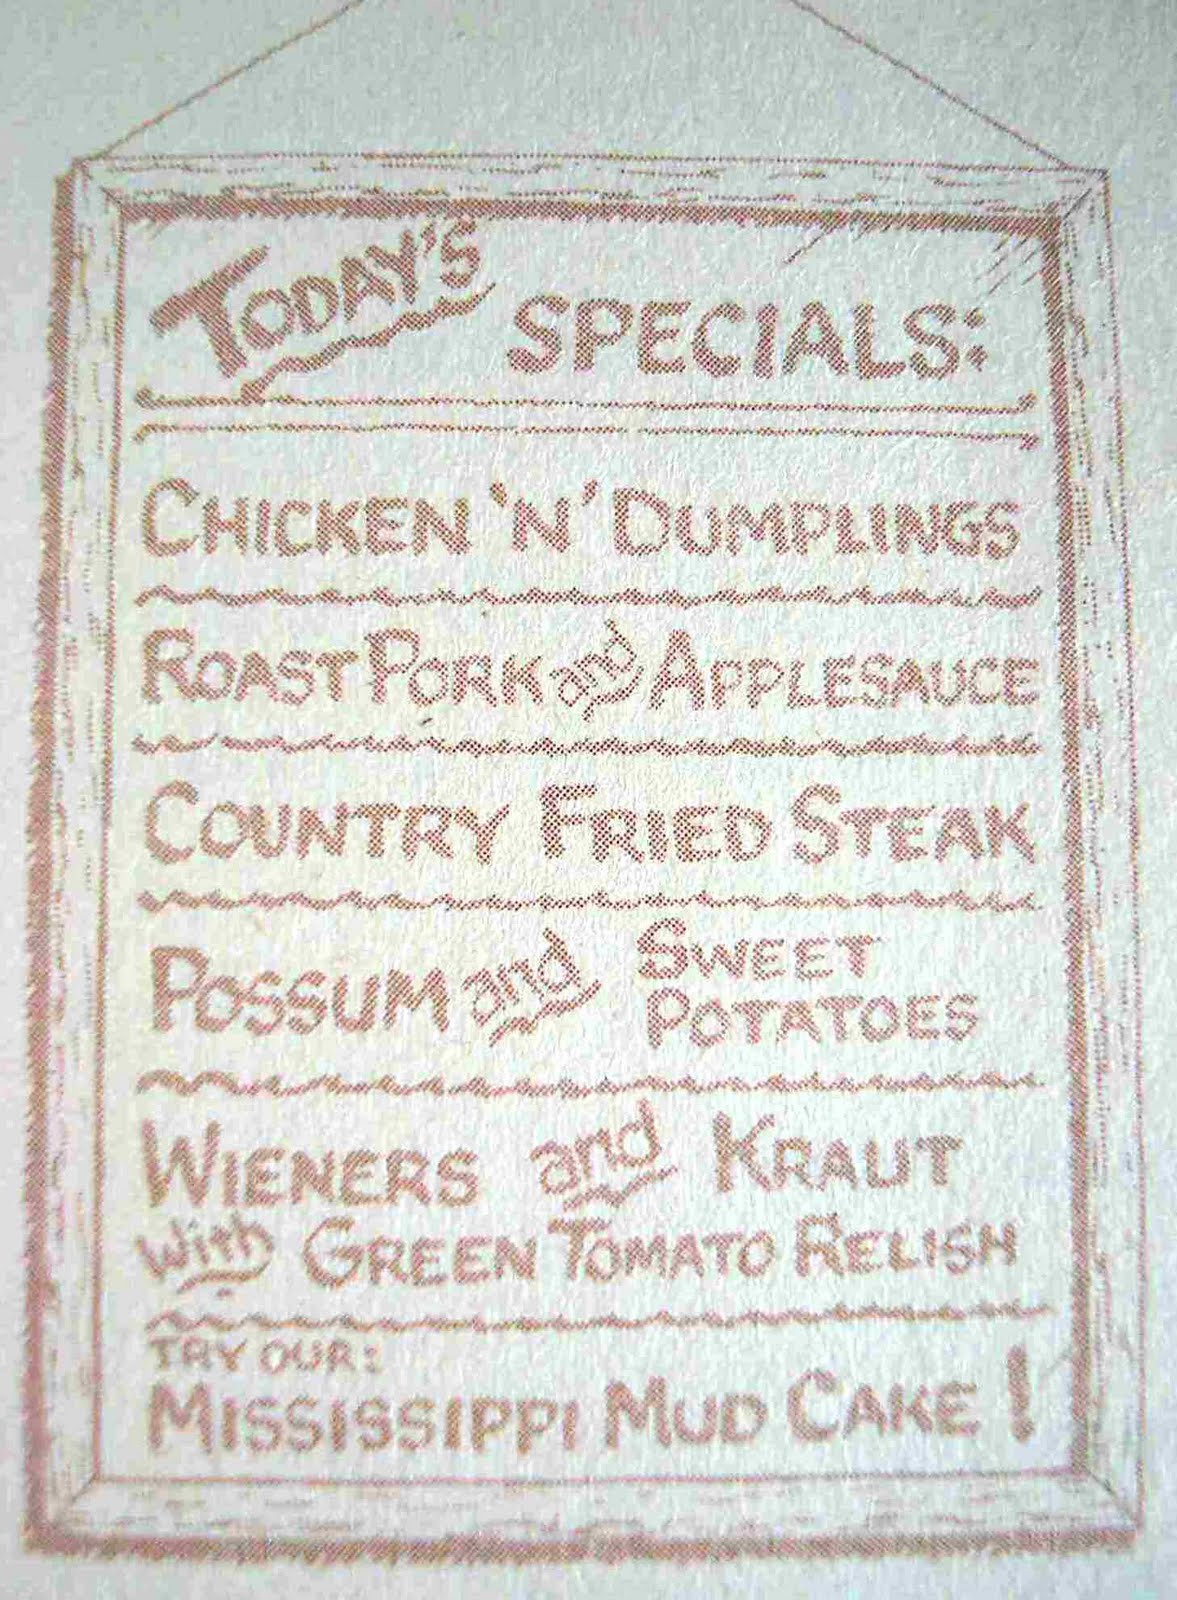 TODAY'S SPECIALS:
CHICKEN 'N' DUMPLINGS
ROAST PORK and APPLESAUCE
COUNTRY FRIED STEAK
POSSUM and SWEET
POTATOES
WIENERS and KRAUT
with GREEN TOMATO RELISH
TRY OUR:
MISSISSIPPI MUD CAKE!